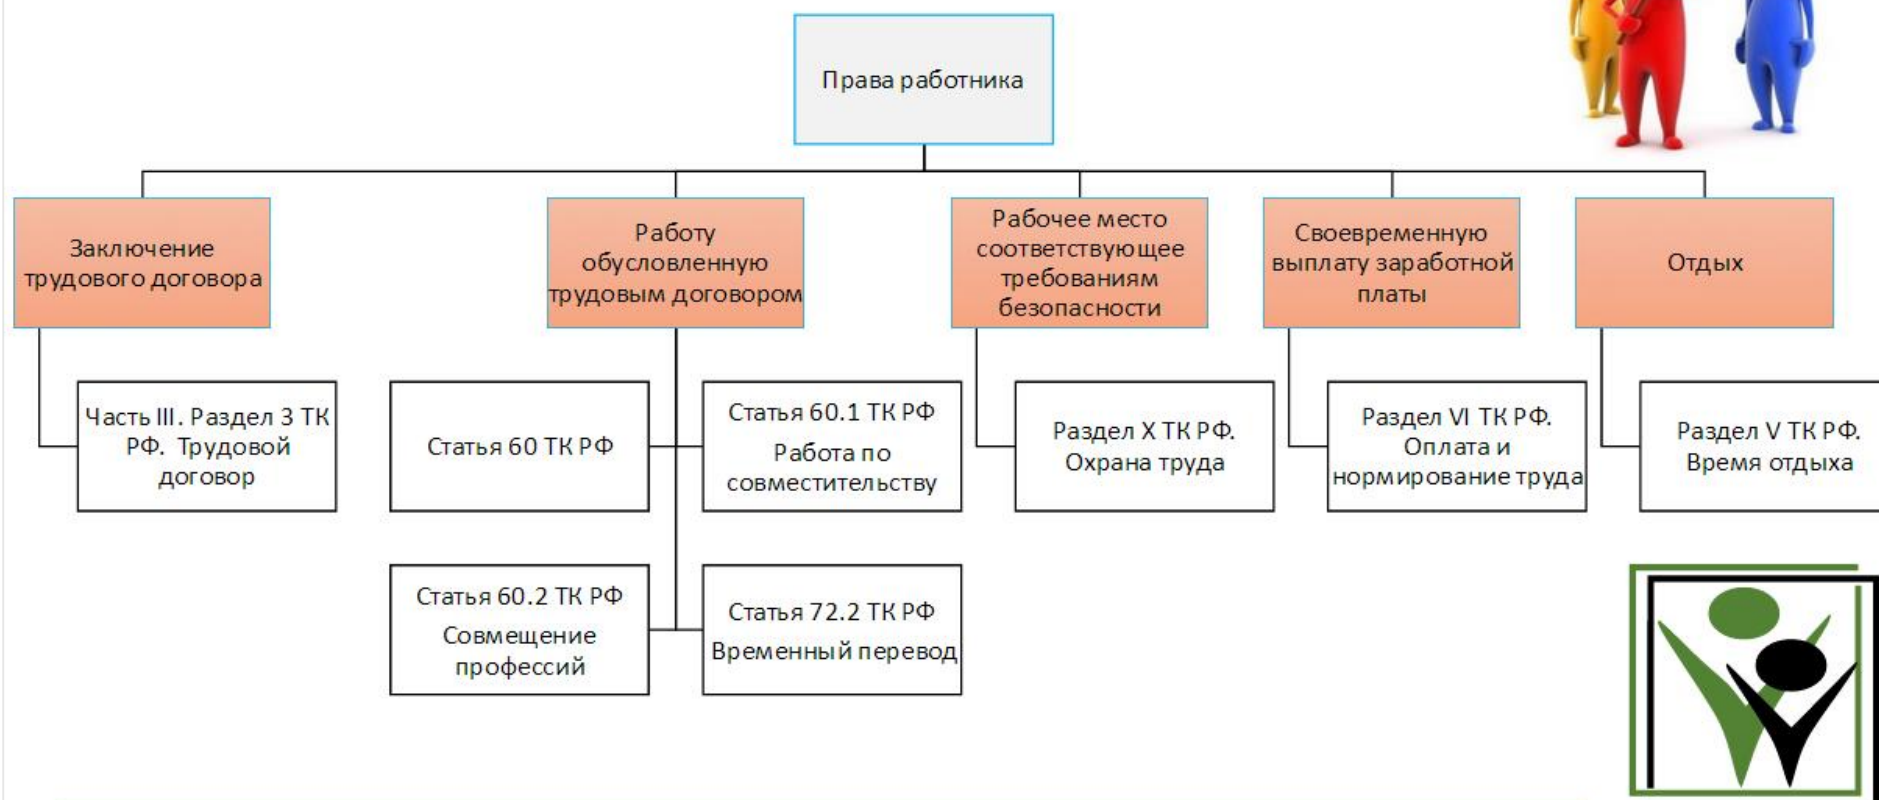 Права работника
Заключение
трудового договора
Работу
обусловленную
трудовым договором
Рабочее место
соответствующее
требованиям
безопасности
Своевременную
выплату заработной
платы
Отдых
Часть III. Раздел 3 ТК
РФ. Трудовой
договор
Статья 60 ТК РФ
Статья 60.1 ТК РФ
Работа по
совместительству
Раздел X ТК РФ.
Охрана труда
Раздел VI ТК РФ.
Оплата и
нормирование труда
Раздел V ТК РФ.
Время отдыха
Статья 60.2 ТК РФ
Совмещение
профессий
Статья 72.2 ТК РФ
Временный перевод